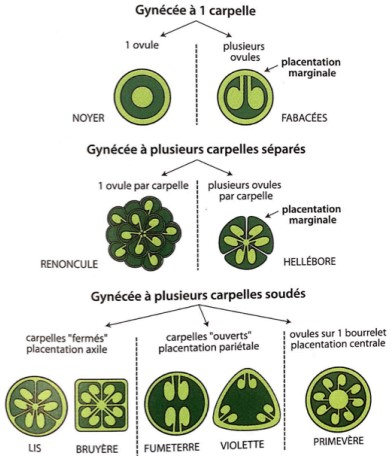 Gynécée à 1 carpelle
1 ovule
plusieurs
ovules
placentation
marginale
NOYER
FABACÉES
Gynécée à plusieurs carpelles séparés
1 ovule par carpelle
plusieurs ovules
par carpelle
placentation
marginale
RENONCULE
HELLÉBORE
Gynécée à plusieurs carpelles soudés
carpelles "fermés"
placentation axile
carpelles "ouverts"
placentation pariétale
ovules sur 1 bourrelet
placentation centrale
LIS
BRUYÈRE
FUMETERRE
VIOLETTE
PRIMEVÈRE